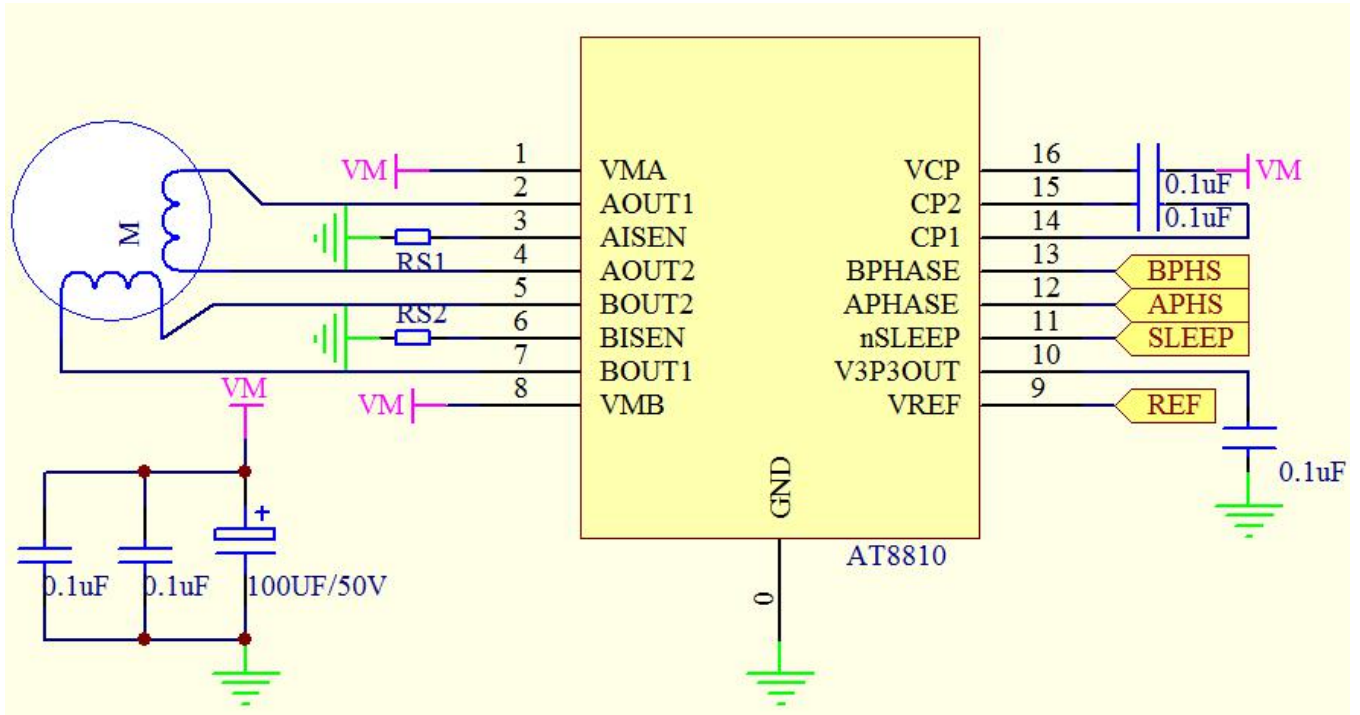 1 VMA VCP 16
VM VM
0.1uF
2 AOUT1 CP2 15
0.1uF
3 AISEN CP1 14
M
RS1
4 AOUT2 BPHASE 13 BPHS
5 BOUT2 APHASE 12 APHS
RS2
6 BISEN nSLEEP 11 SLEEP
7 BOUT1 V3P3OUT 10
VM
VM 8 VMB VREF 9 REF
0.1uF
GND
+
AT8810
0.1uF 0.1uF 100UF/50V
0